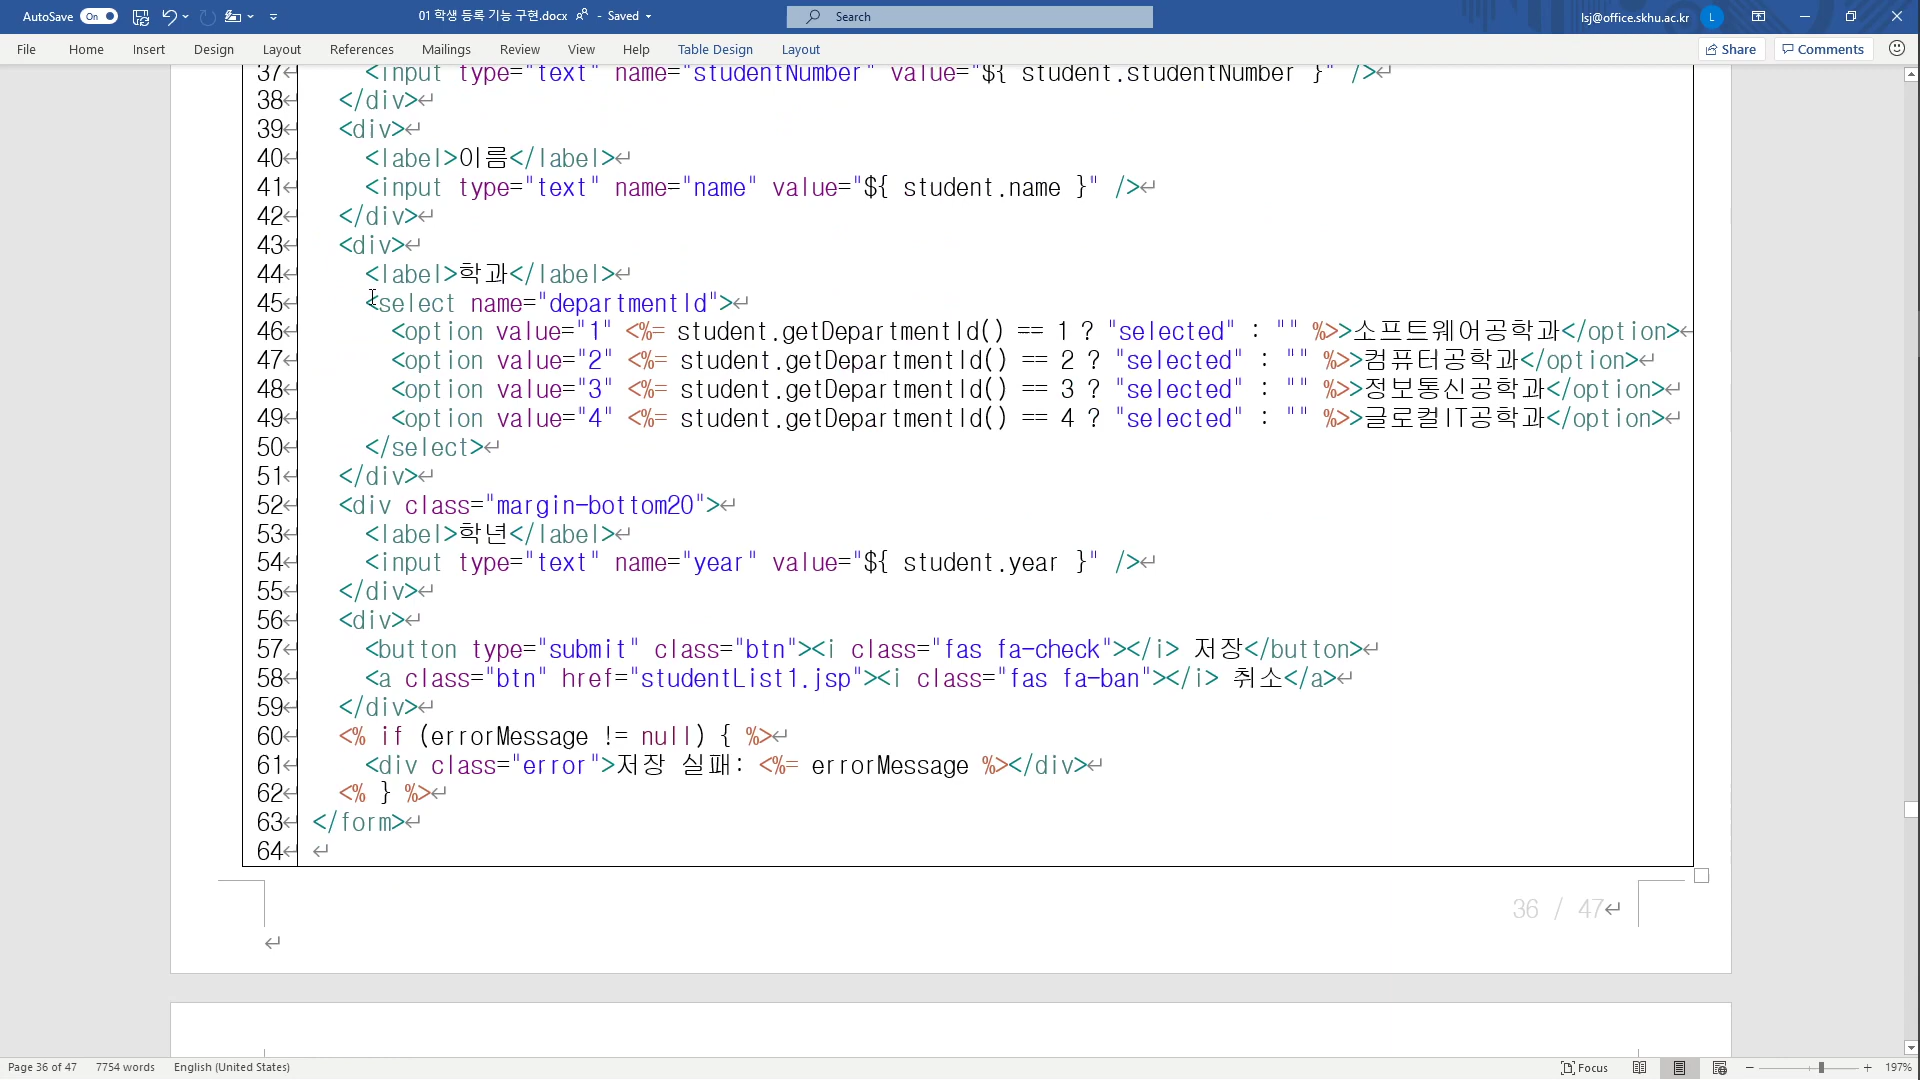 AutoSave On 01 학생 등록 기능 구현.docx - Saved Search lsj@office.skhu.ac.kr L
File Home Insert Design Layout References Mailings Review View Help Table Design Layout Share Comments
37 <input type="text" name="studentNumber" value="${ student.studentNumber }" />
38 </div>
39 <div>
40 <label>이름</label>
41 <input type="text" name="name" value="${ student.name }" />
42 </div>
43 <div>
44 <label>학과</label>
45 <select name="departmentId">
46 <option value="1" <%= student.getDepartmentId() == 1 ? "selected" : "" %>>소프트웨어공학과</option>
47 <option value="2" <%= student.getDepartmentId() == 2 ? "selected" : "" %>>컴퓨터공학과</option>
48 <option value="3" <%= student.getDepartmentId() == 3 ? "selected" : "" %>>정보통신공학과</option>
49 <option value="4" <%= student.getDepartmentId() == 4 ? "selected" : "" %>>글로컬IT공학과</option>
50 </select>
51 </div>
52 <div class="margin-bottom20">
53 <label>학년</label>
54 <input type="text" name="year" value="${ student.year }" />
55 </div>
56 <div>
57 <button type="submit" class="btn"><i class="fas fa-check"></i> 저장</button>
58 <a class="btn" href="studentList1.jsp"><i class="fas fa-ban"></i> 취소</a>
59 </div>
60 <% if (errorMessage != null) { %>
61 <div class="error">저장 실패: <%= errorMessage %></div>
62 <% } %>
63 </form>
64
36 / 47
Page 36 of 47 7754 words English (United States) Focus 197%